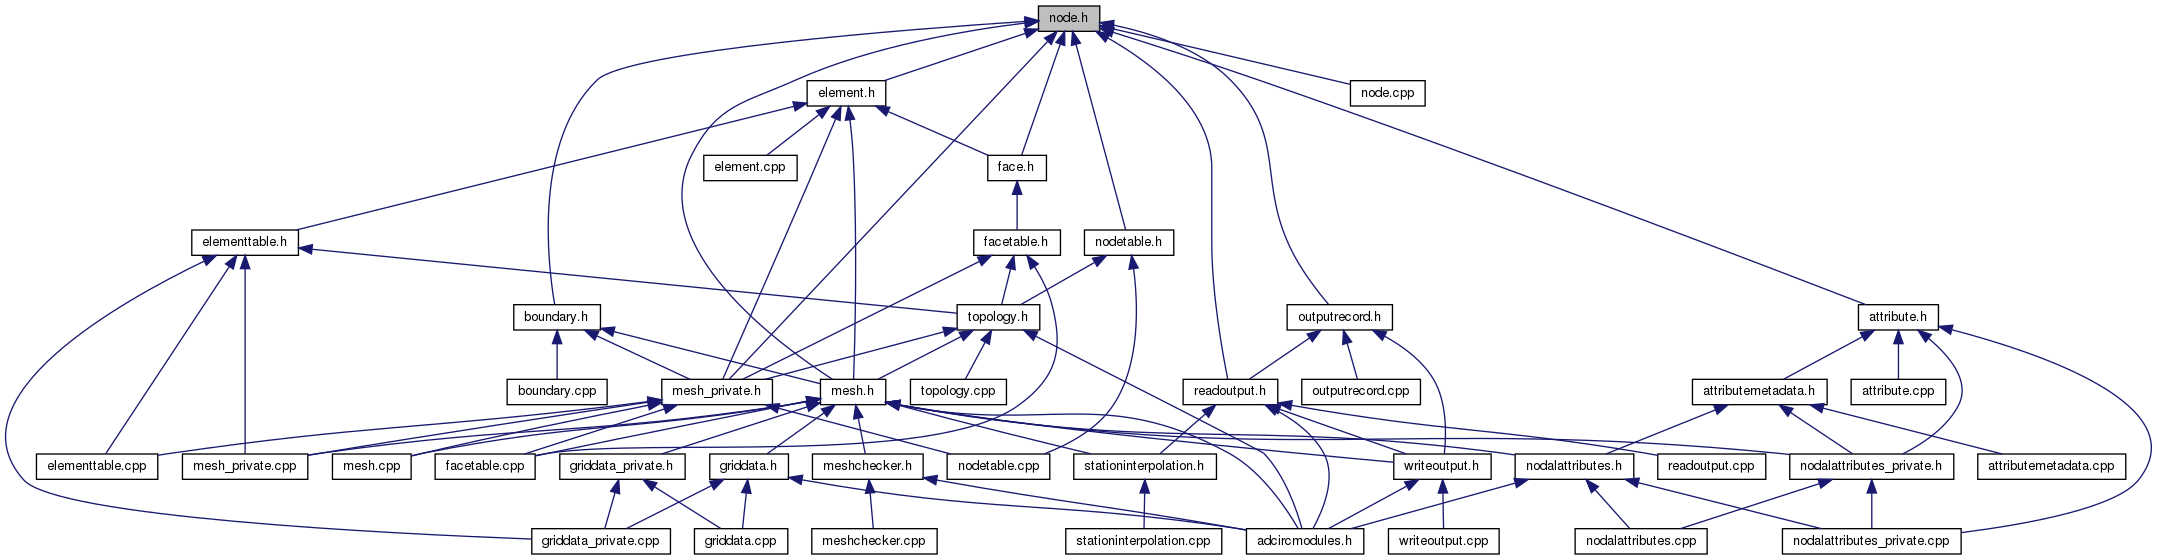 node.h
element.h
node.cpp
element.cpp
face.h
elementtable.h
facetable.h
nodetable.h
boundary.h
topology.h
outputrecord.h
attribute.h
boundary.cpp
mesh_private.h
mesh.h
topology.cpp
readoutput.h
outputrecord.cpp
attributemetadata.h
attribute.cpp
elementtable.cpp
mesh_private.cpp
mesh.cpp
facetable.cpp
griddata_private.h
griddata.h
meshchecker.h
nodetable.cpp
stationinterpolation.h
writeoutput.h
nodalattributes.h
readoutput.cpp
nodalattributes_private.h
attributemetadata.cpp
griddata_private.cpp
griddata.cpp
meshchecker.cpp
stationinterpolation.cpp
adcircmodules.h
writeoutput.cpp
nodalattributes.cpp
nodalattributes_private.cpp